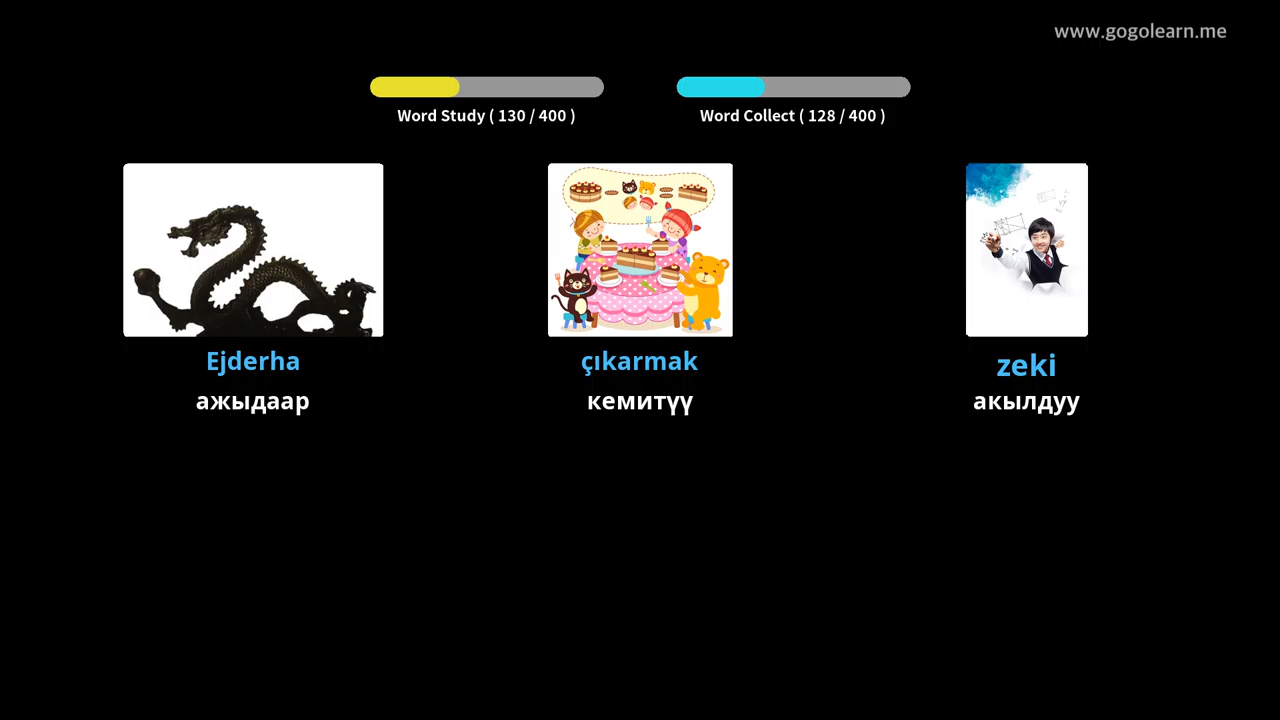 www.gogolearn.me
Word Study ( 130 / 400 )
Word Collect ( 128 / 400 )
Ejderha
çıkarmak
zeki
ажыдаар
кемитүү
акылдуу